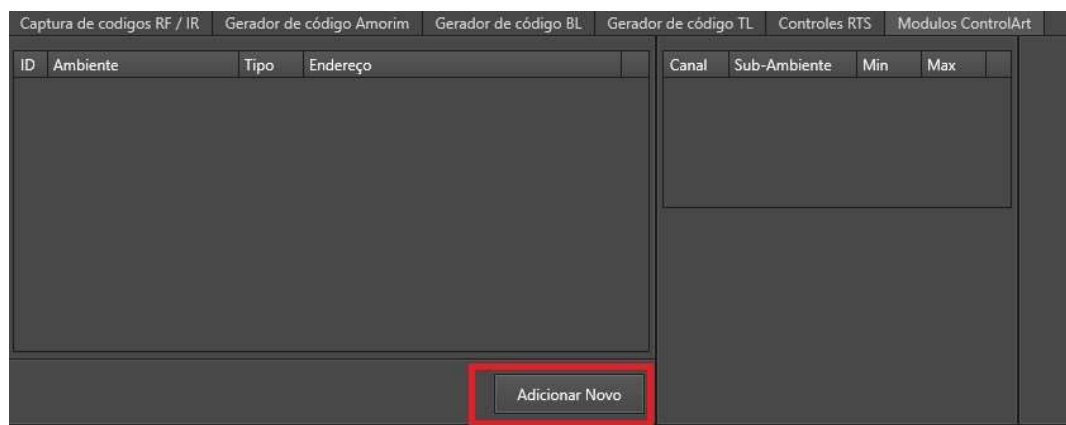 Captura de codigos RF / IR Gerador de código Amorim Gerador de código BL Gerador de código TL Controles RTS Modulos ControlArt
ID Ambiente Tipo Endereço Canal Sub-Ambiente Min Max
Adicionar Novo